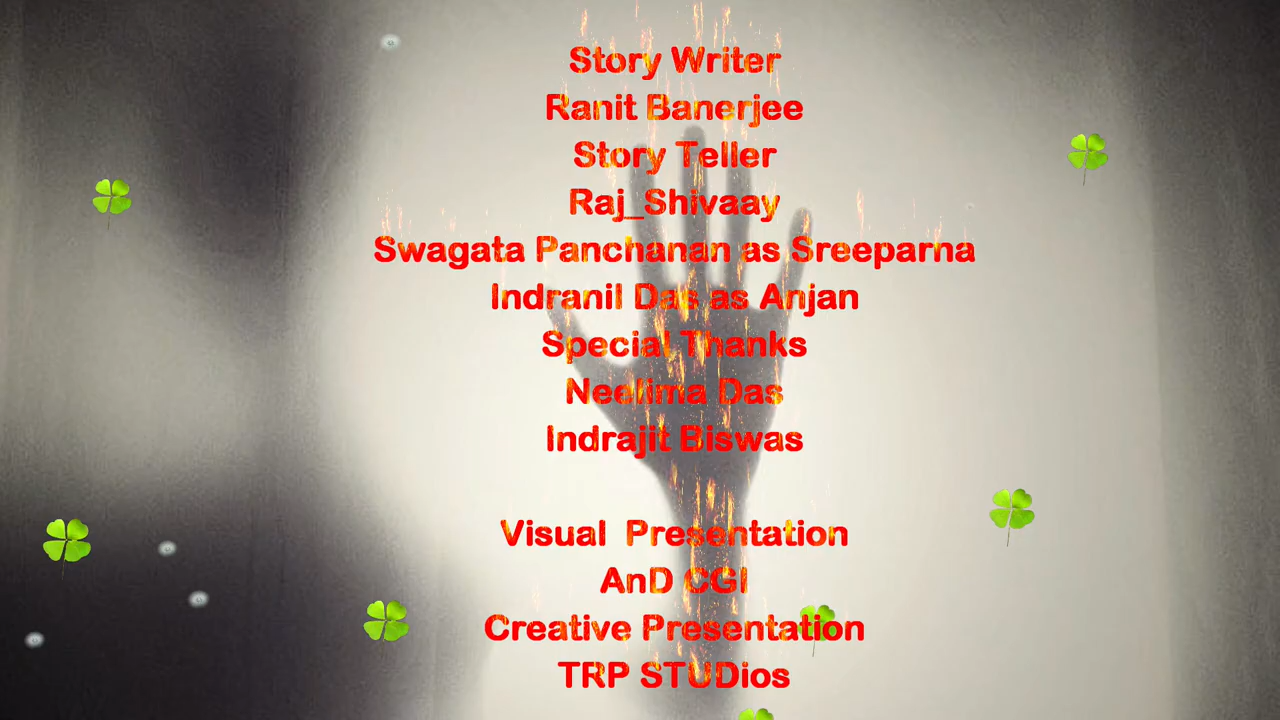 Story Writer
Ranit Banerjee
Story Teller
Raj_Shivaay
Swagata Panchanan as Sreeparna
Indranil Das as Anjan
Special Thanks
Neelima Das
Indrajit Biswas
Visual  Presentation
AnD CGI
Creative Presentation
TRP STUDios